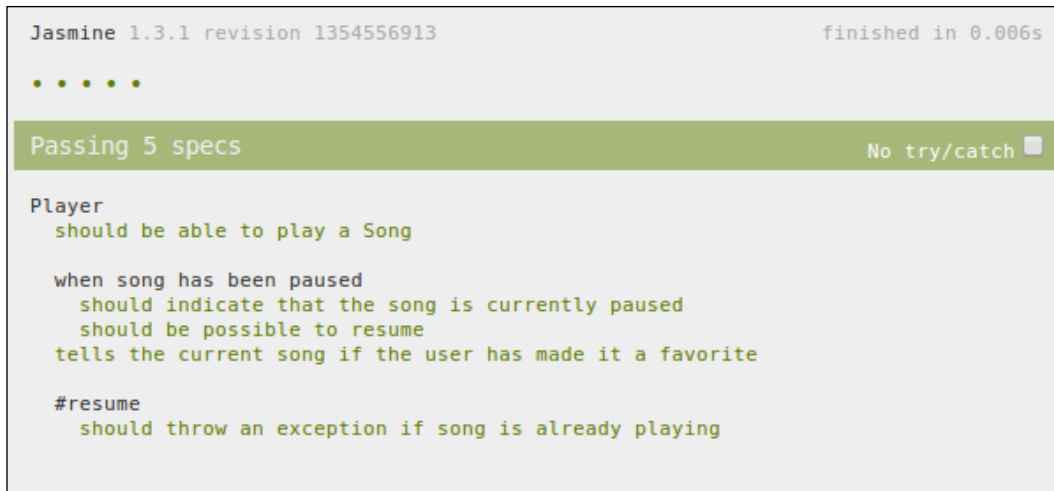 Jasmine 1.3.1 revision 1354556913 finished in 0.006s
• • • • •
Passing 5 specs No try/catch
Player
should be able to play a Song
when song has been paused
should indicate that the song is currently paused
should be possible to resume
tells the current song if the user has made it a favorite
#resume
should throw an exception if song is already playing